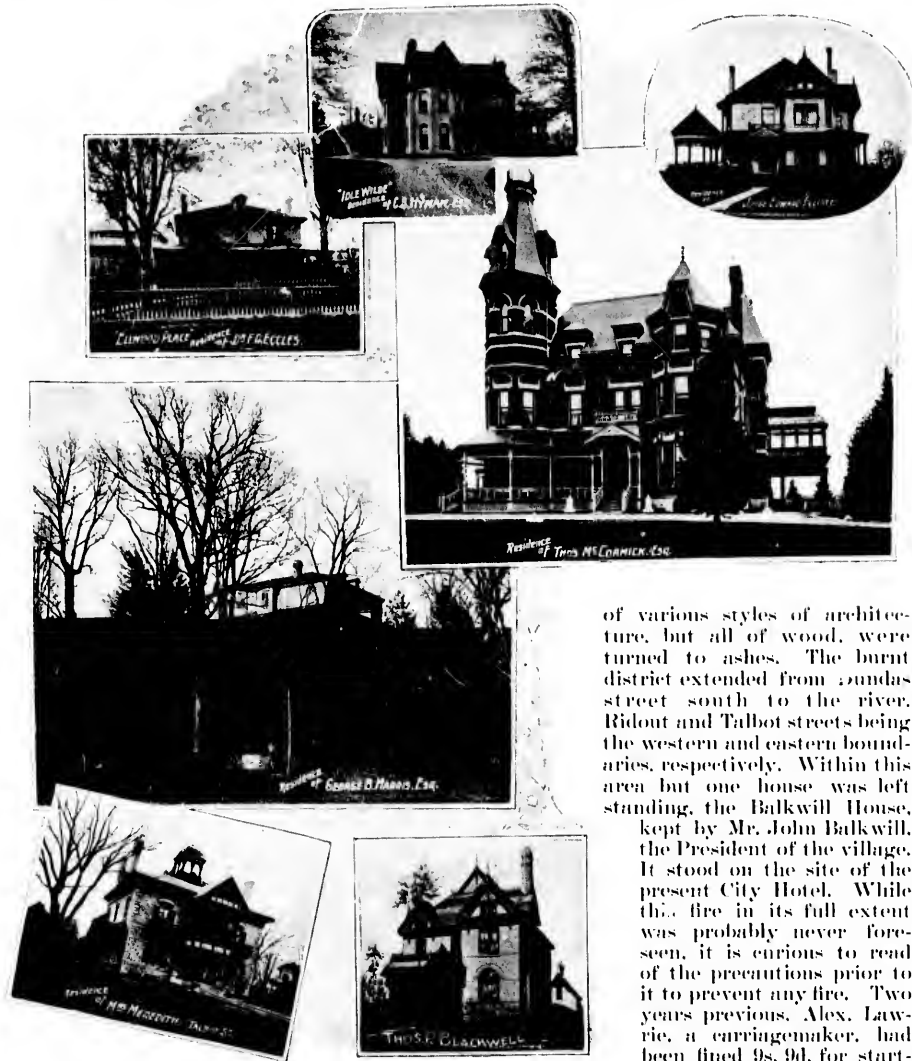 "IDLE WILDE"
RESIDENCE OF C.S. HYMAN, ESQ.
RESIDENCE OF
JUDGE EDWARD ELLIOTT.
"ELLWOOD PLACE" RESIDENCE OF DR F.G. ECCLES.
Residence of THOS McCORMICK, ESQ.
Residence of GEORGE B. HARRIS, ESQ.
RESIDENCE OF MRS MEREDITH, TALBOT ST.
THOS. P. BLACKWELL
of various styles of architec-
ture, but all of wood, were
turned to ashes. The burnt
district extended from Dundas
street south to the river,
Ridout and Talbot streets being
the western and eastern bound-
aries, respectively. Within this
area but one house was left
standing, the Balkwill House,
kept by Mr. John Balkwill,
the President of the village.
It stood on the site of the
present City Hotel. While
this fire in its full extent
was probably never fore-
seen, it is curious to read
of the precautions prior to
it to prevent any fire. Two
years previous, Alex. Law-
rie, a carriagemaker, had
been fined 9s. 9d. for start-